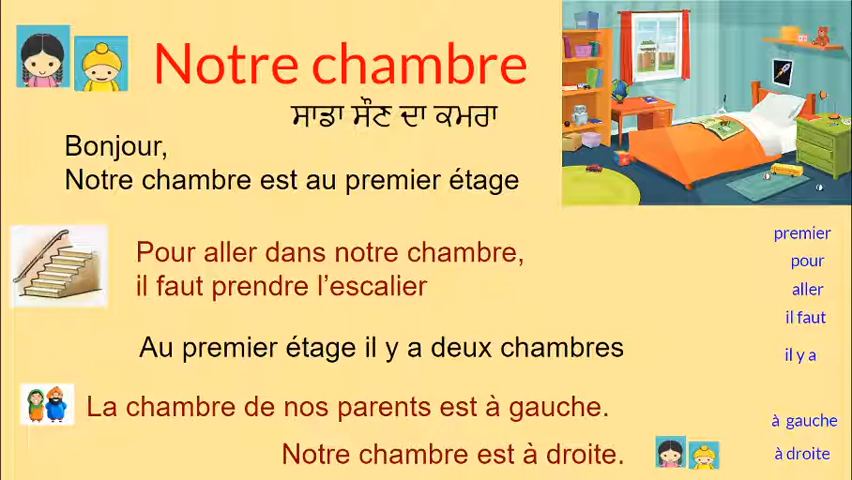 Notre chambre
ਸਾਡਾ ਸੌਣ ਦਾ ਕਮਰਾ
Bonjour,
Notre chambre est au premier étage
Pour aller dans notre chambre,
il faut prendre l’escalier
Au premier étage il y a deux chambres
La chambre de nos parents est à gauche.
Notre chambre est à droite.
premier
pour
aller
il faut
il y a
à gauche
à droite